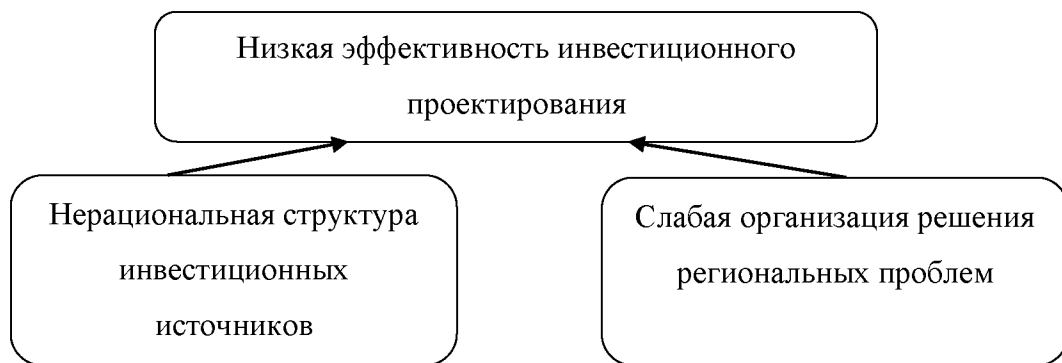 Низкая эффективность инвестиционного
проектирования
Нерациональная структура
инвестиционных
источников
Слабая организация решения
региональных проблем